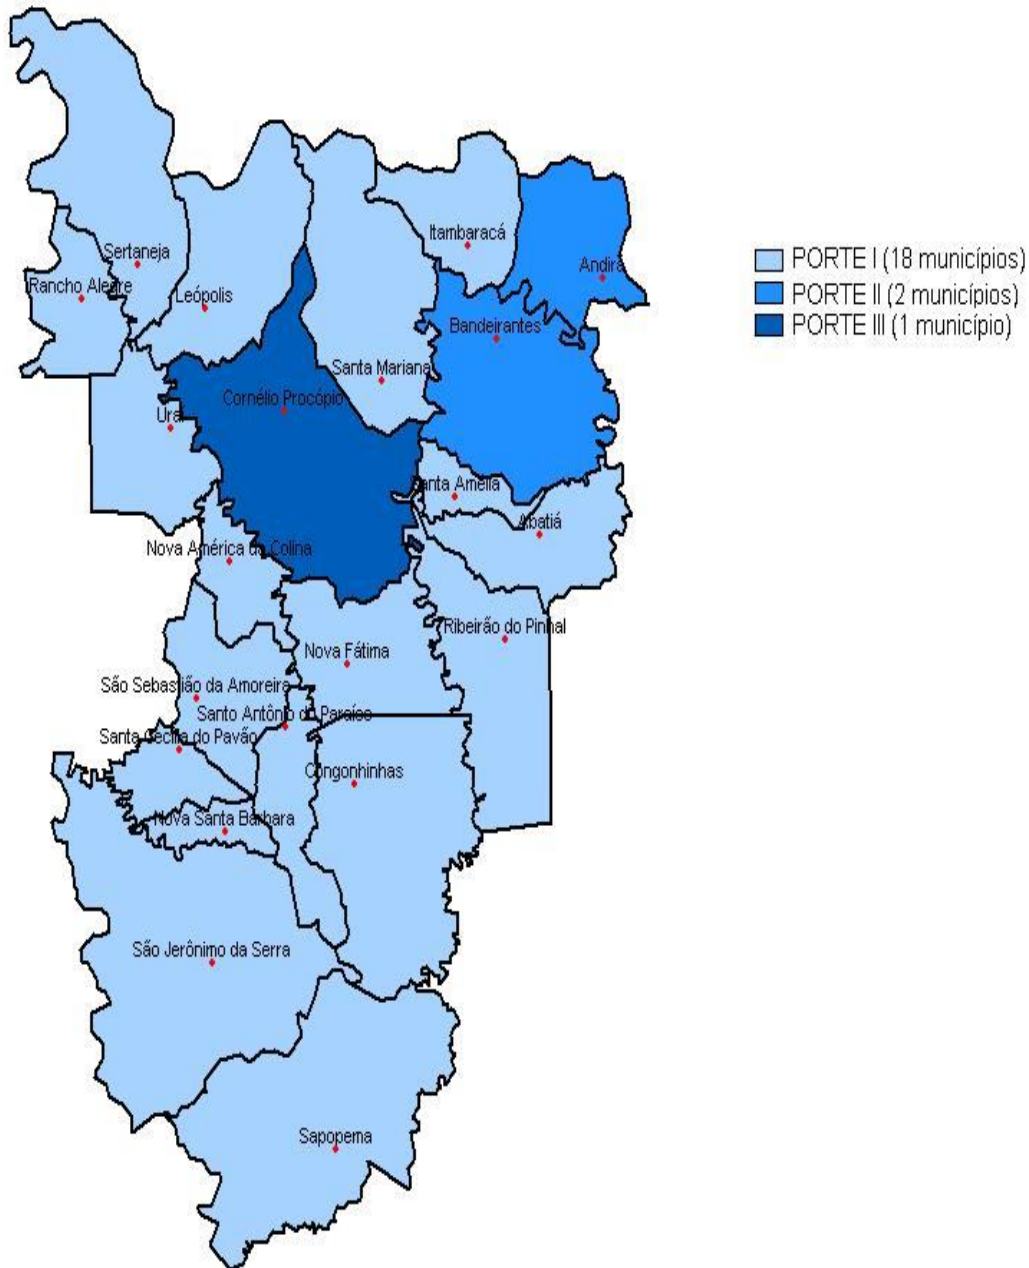 Itambaracá
Sertaneja
Andirá
Rancho Alegre
Leópolis
Bandeirantes
Santa Mariana
Cornélio Procópio
Uraí
Santa Amélia
Abatiá
Nova América da Colina
Ribeirão do Pinhal
Nova Fátima
São Sebastião da Amoreira
Santo Antônio do Paraíso
Santa Cecília do Pavão
Congonhinhas
Nova Santa Bárbara
São Jerônimo da Serra
Sapopema
PORTE I (18 municípios)
PORTE II (2 municípios)
PORTE III (1 município)